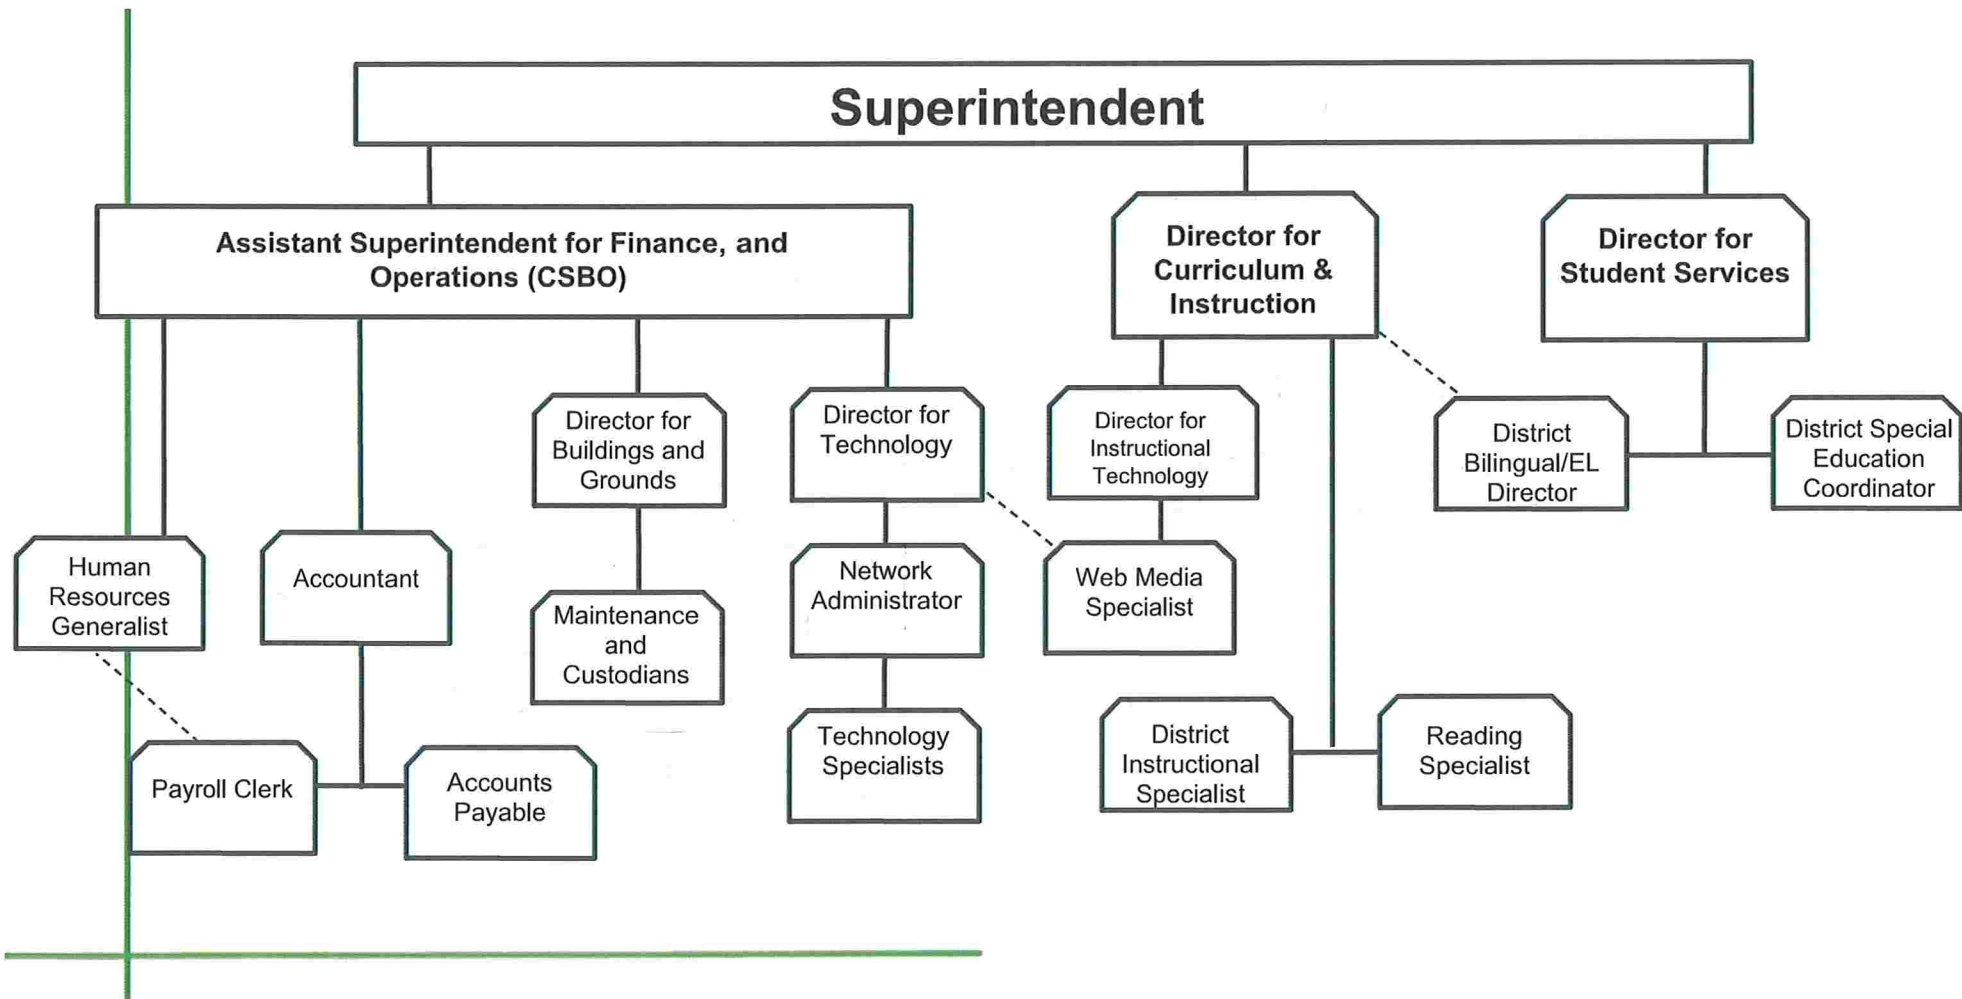 Superintendent
Assistant Superintendent for Finance, and
Operations (CSBO)
Director for
Curriculum &
Instruction
Director for
Student Services
Director for
Buildings and
Grounds
Director for
Technology
Director for
Instructional
Technology
District
Bilingual/EL
Director
District Special
Education
Coordinator
Human
Resources
Generalist
Accountant
Maintenance
and
Custodians
Network
Administrator
Web Media
Specialist
Payroll Clerk
Accounts
Payable
Technology
Specialists
District
Instructional
Specialist
Reading
Specialist